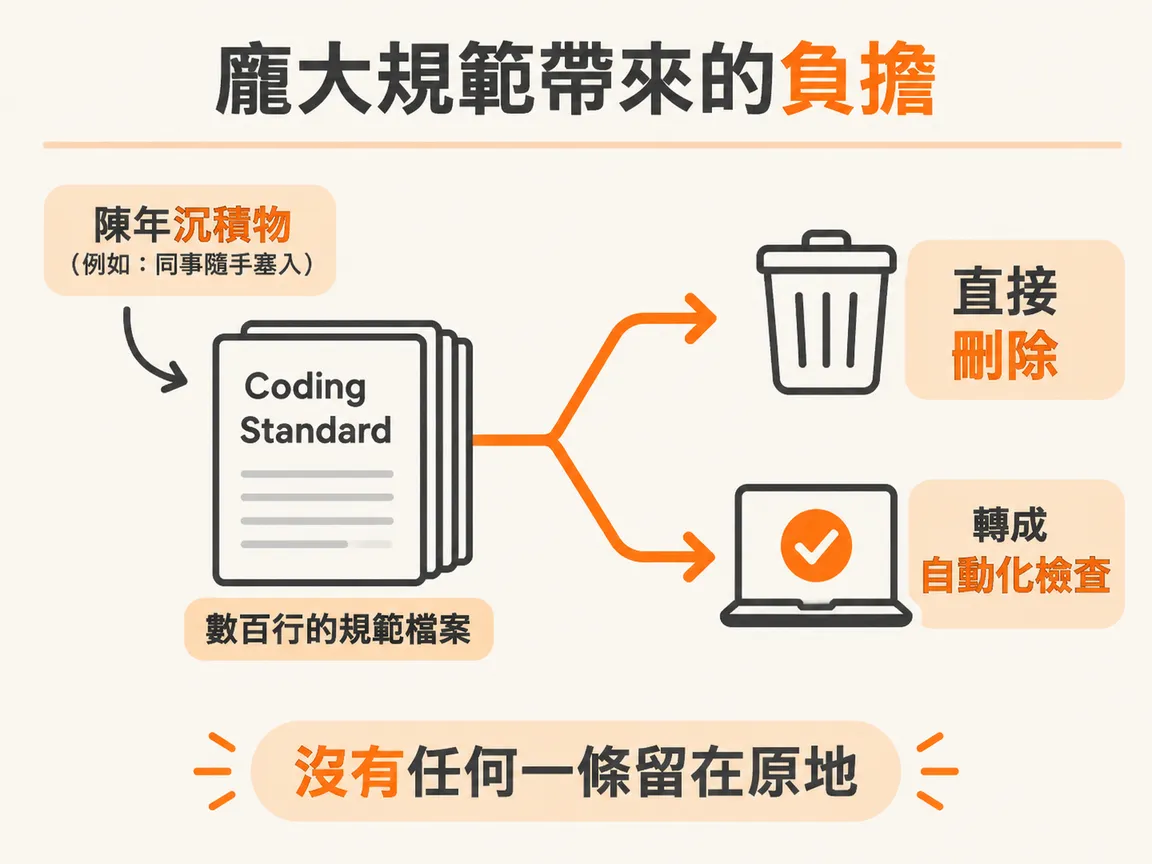 龐大規範帶來的負擔
陳年沉積物
（例如：同事隨手塞入）
Coding
Standard
數百行的規範檔案
直接
刪除
轉成
自動化檢查
沒有任何一條留在原地